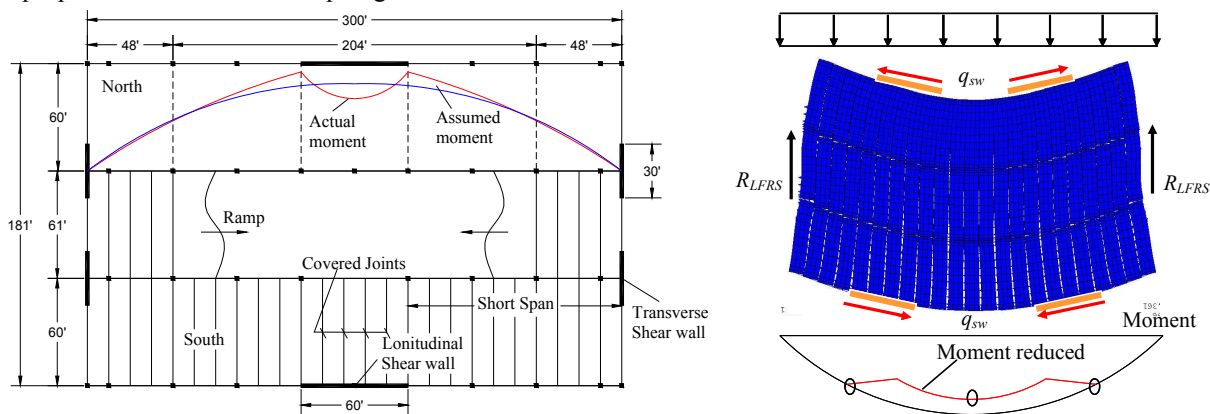 300'
48'
204'
48'
North
Actual
moment
Assumed
moment
60'
30'
181'
61'
Ramp
Covered Joints
Short Span
Transverse
Shear wall
60'
South
Lonitudinal
Shear wall
60'
q_sw
R_LFRS
R_LFRS
q_sw
Moment
Moment reduced